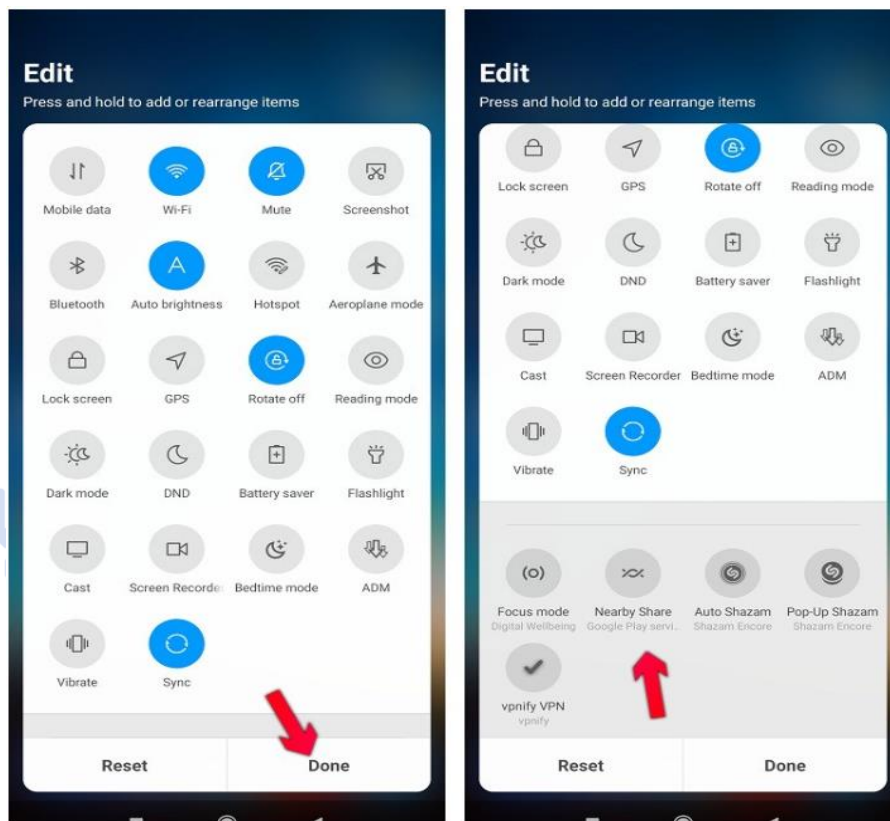 Edit
Press and hold to add or rearrange items
Mobile data Wi-Fi Mute Screenshot
Bluetooth Auto brightness Hotspot Aeroplane mode
Lock screen GPS Rotate off Reading mode
Dark mode DND Battery saver Flashlight
Cast Screen Recorder Bedtime mode ADM
Vibrate Sync
Reset Done
Edit
Press and hold to add or rearrange items
Lock screen GPS Rotate off Reading mode
Dark mode DND Battery saver Flashlight
Cast Screen Recorder Bedtime mode ADM
Vibrate Sync
Focus mode Nearby Share Auto Shazam Pop-Up Shazam
Digital Wellbeing Google Play servi.. Shazam Encore Shazam Encore
vpnify VPN
vpnify
Reset Done